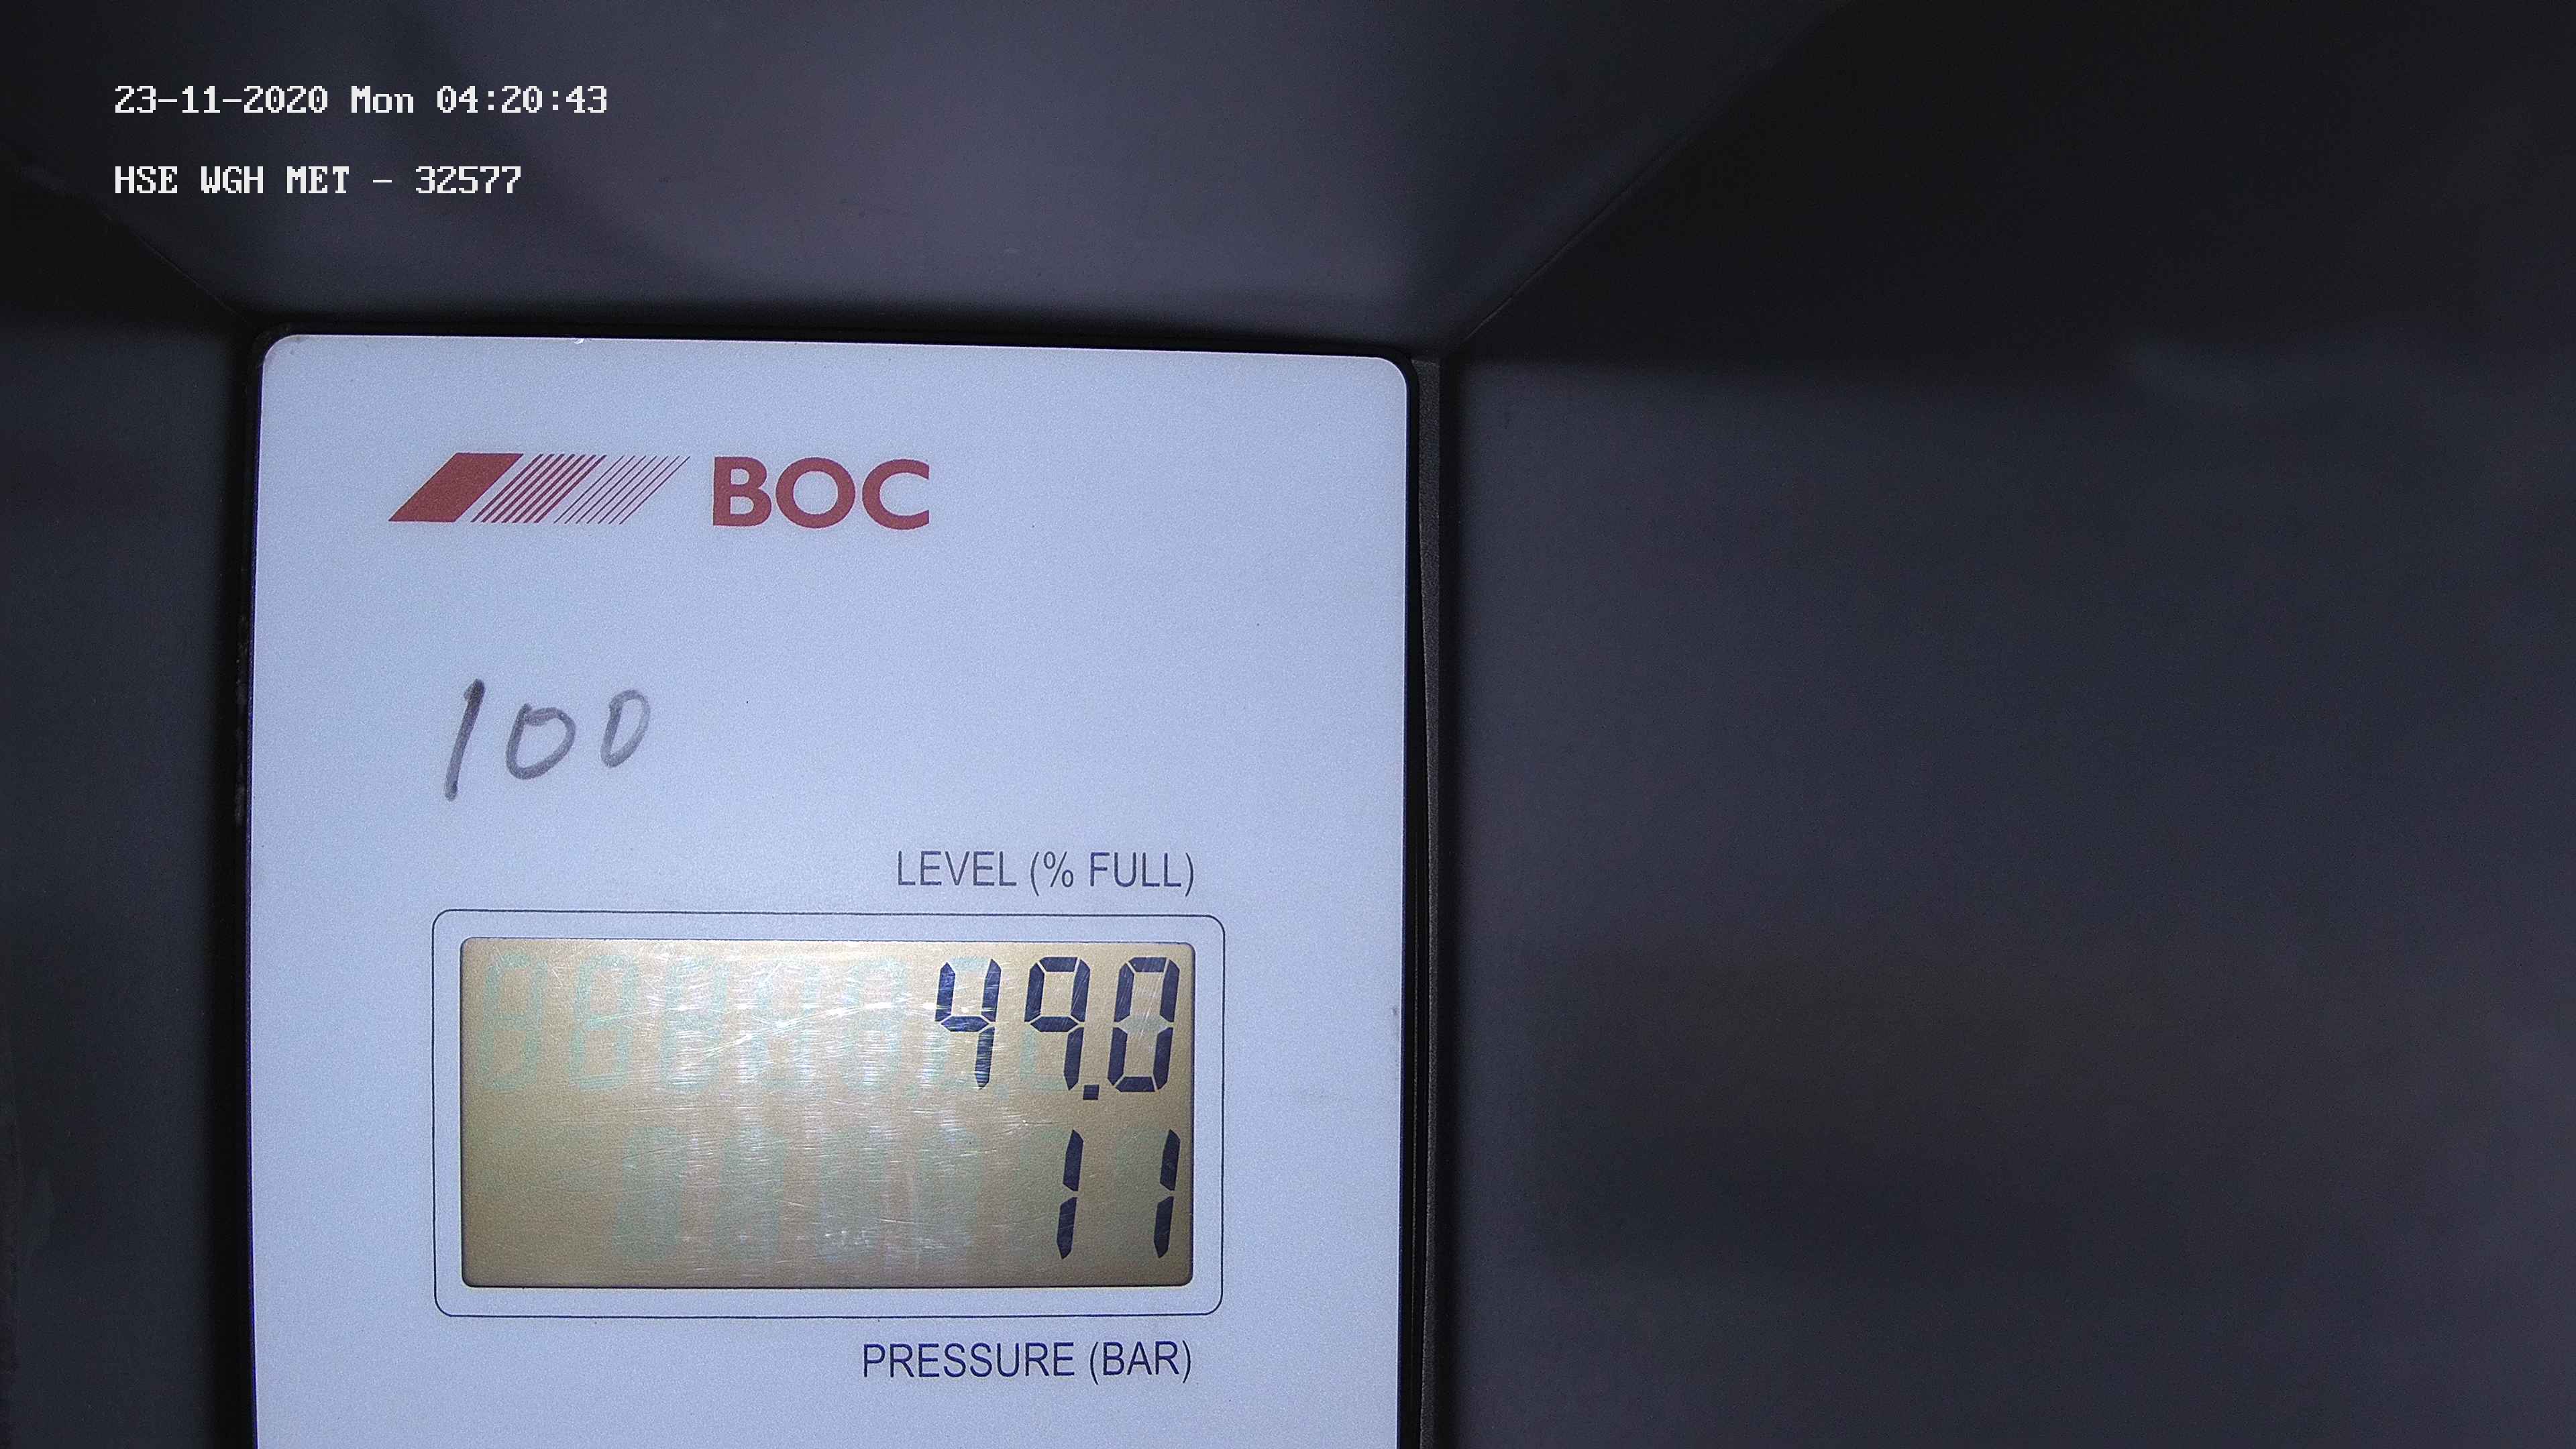 23-11-2020 Mon 04:20:43
HSE WGH MET - 32577
BOC
100
LEVEL (% FULL)
49.0
11
PRESSURE (BAR)